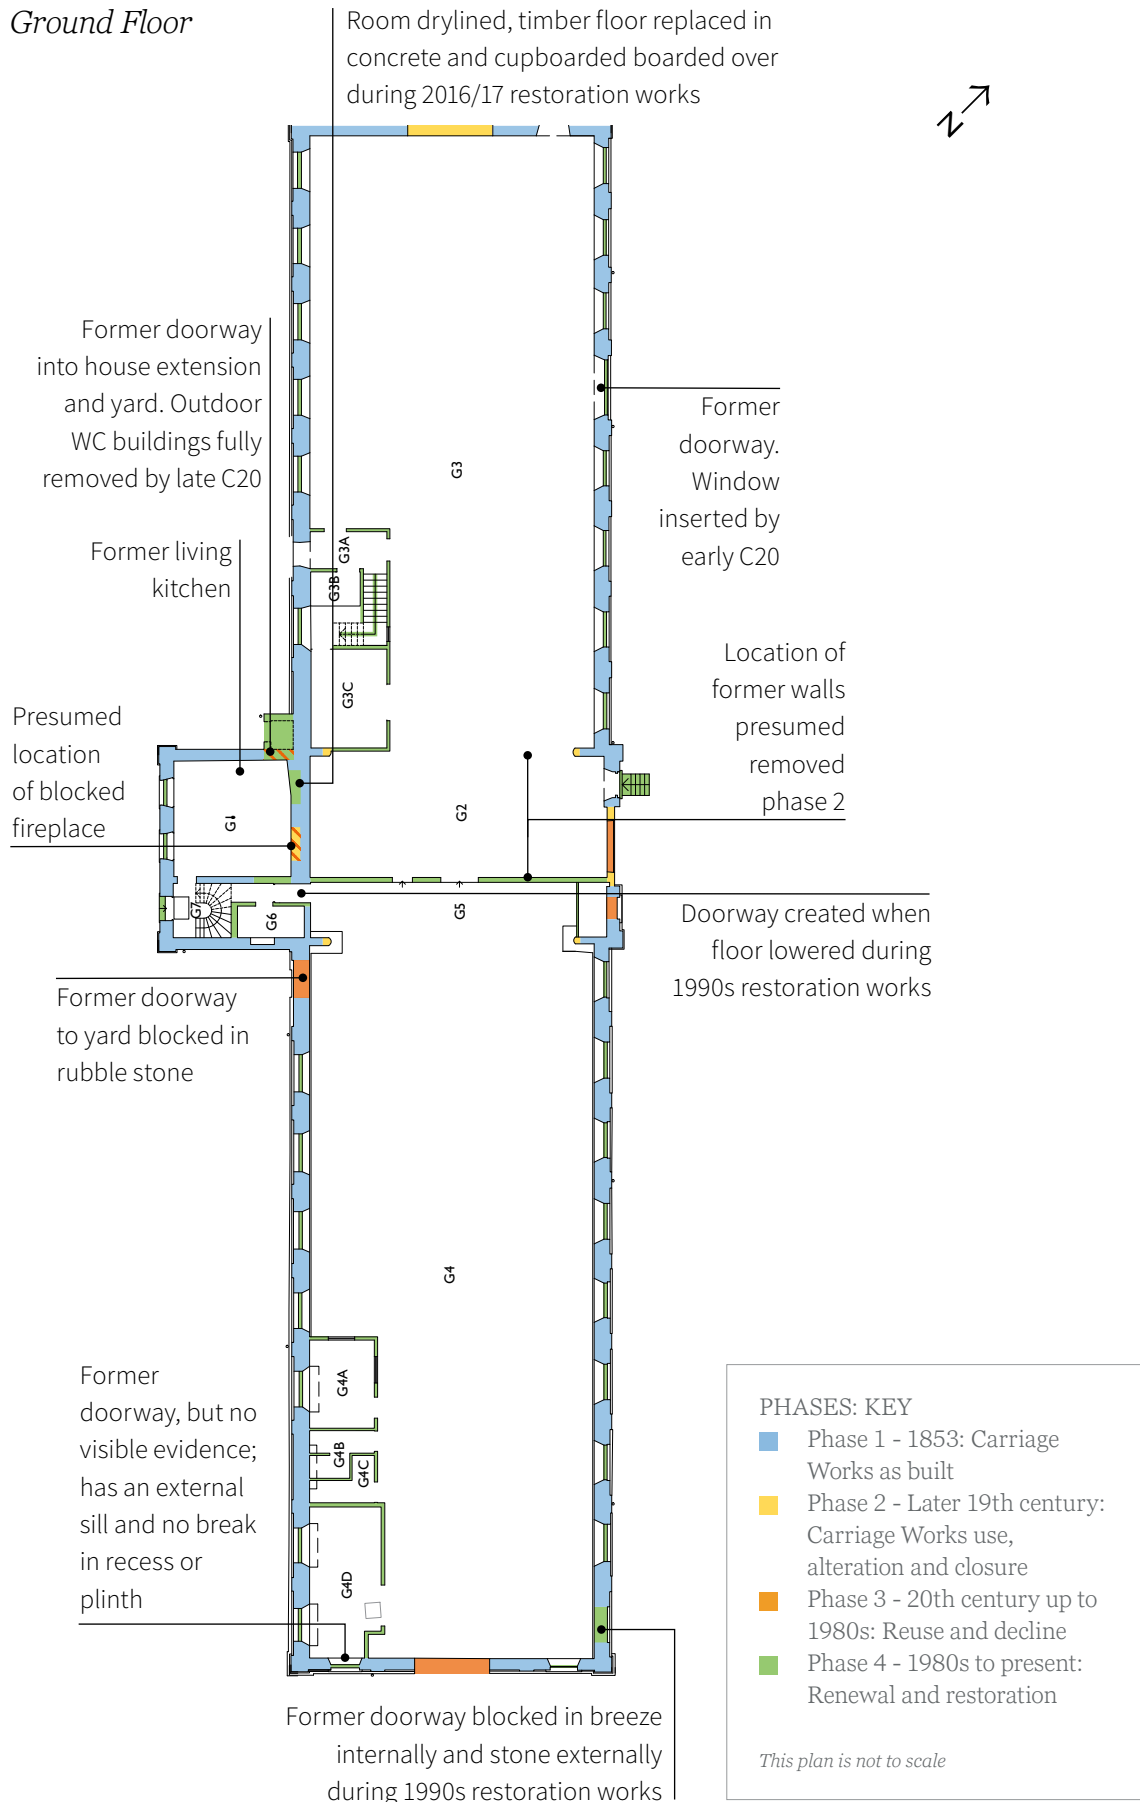 Ground Floor
Room drylined, timber floor replaced in
concrete and cupboarded boarded over
during 2016/17 restoration works
N
Former doorway
into house extension
and yard. Outdoor
WC buildings fully
removed by late C20
Former
doorway.
Window
inserted by
early C20
G3
Former living
kitchen
G3A
G3B
G3C
Location of
former walls
presumed
removed
phase 2
Presumed
location
of blocked
fireplace
G1
G2
G7
G6
G5
Doorway created when
floor lowered during
1990s restoration works
Former doorway
to yard blocked in
rubble stone
G4
Former
doorway, but no
visible evidence;
has an external
sill and no break
in recess or
plinth
G4A
G4B
G4C
G4D
Former doorway blocked in breeze
internally and stone externally
during 1990s restoration works
PHASES: KEY
Phase 1 - 1853: Carriage
Works as built
Phase 2 - Later 19th century:
Carriage Works use,
alteration and closure
Phase 3 - 20th century up to
1980s: Reuse and decline
Phase 4 - 1980s to present:
Renewal and restoration
This plan is not to scale